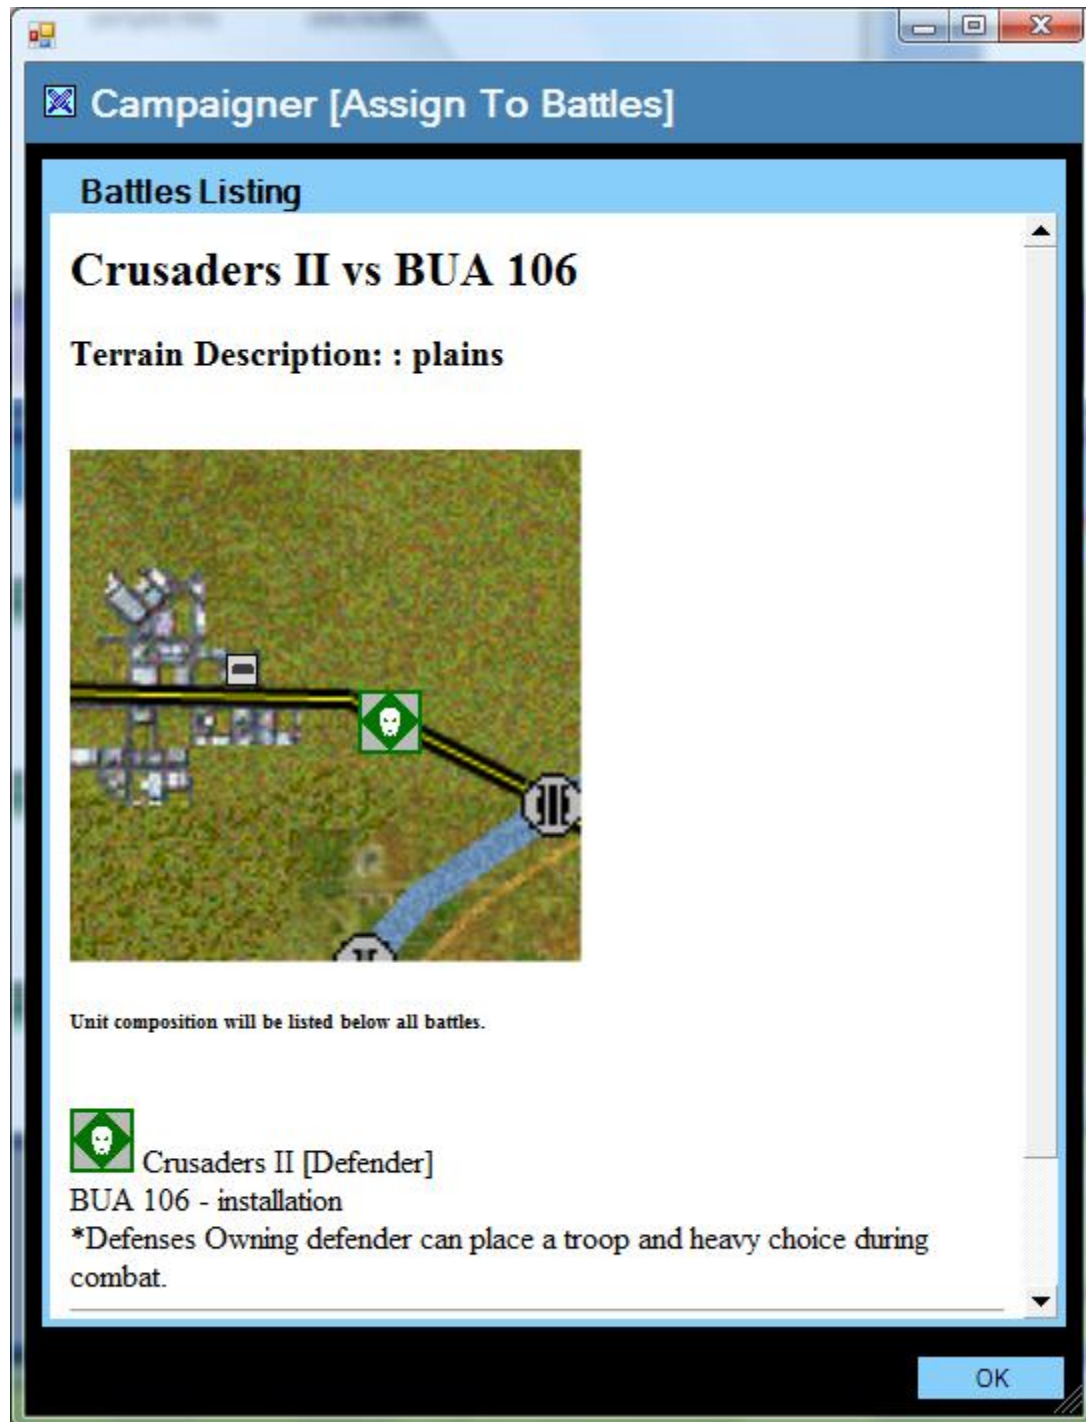 Campaigner [Assign To Battles]
Battles Listing
Crusaders II vs BUA 106
Terrain Description: : plains
Unit composition will be listed below all battles.
Crusaders II [Defender]
BUA 106 - installation
*Defenses Owning defender can place a troop and heavy choice during
combat.
OK